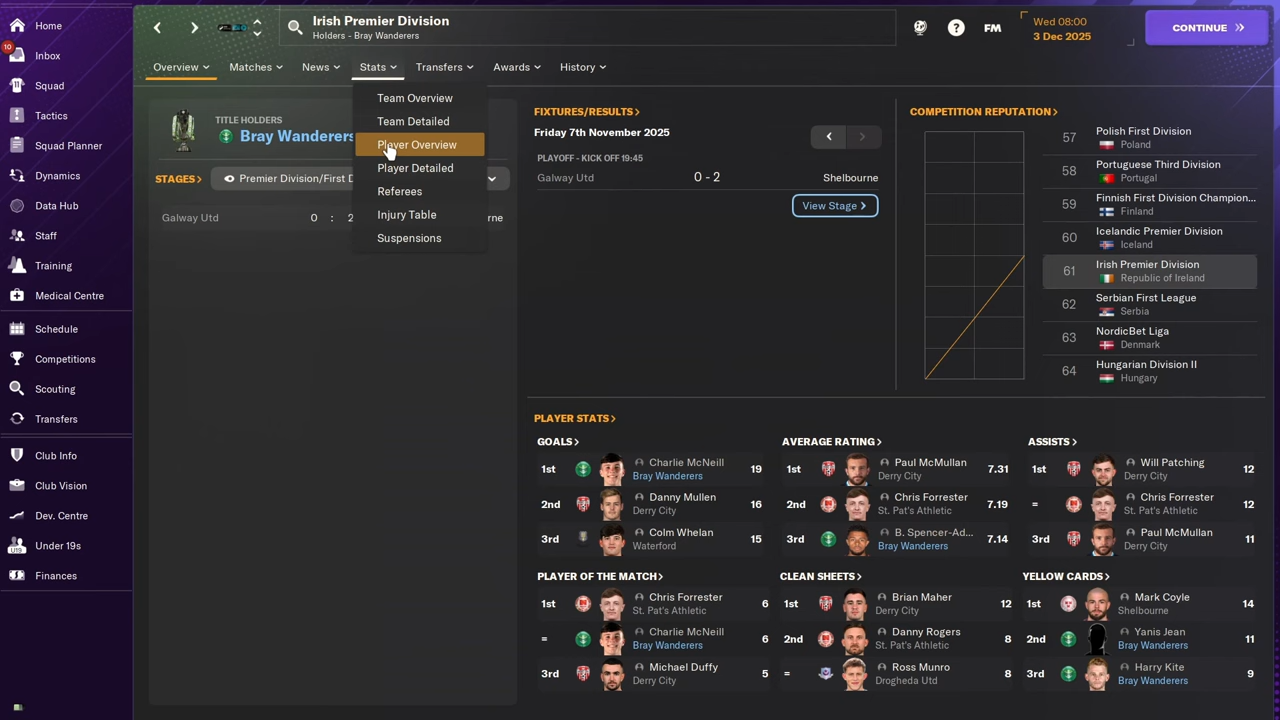 Irish Premier Division
Holders - Bray Wanderers
FM
Wed 08:00
3 Dec 2025
CONTINUE
Home
10
Inbox
Squad
Tactics
Squad Planner
Dynamics
Data Hub
Staff
Training
Medical Centre
Schedule
Competitions
Scouting
Transfers
Club Info
Club Vision
Dev. Centre
U19
Under 19s
Finances
Overview
Matches
News
Stats
Transfers
Awards
History
Team Overview
Team Detailed
Player Overview
Player Detailed
Referees
Injury Table
Suspensions
TITLE HOLDERS
Bray Wanderers
STAGES
Premier Division/First D
Galway Utd 0 : 2
FIXTURES/RESULTS
Friday 7th November 2025
PLAYOFF - KICK OFF 19:45
Galway Utd 0 - 2 Shelbourne
View Stage
COMPETITION REPUTATION
57 Polish First Division
Poland
58 Portuguese Third Division
Portugal
59 Finnish First Division Champion...
Finland
60 Icelandic Premier Division
Iceland
61 Irish Premier Division
Republic of Ireland
62 Serbian First League
Serbia
63 NordicBet Liga
Denmark
64 Hungarian Division II
Hungary
PLAYER STATS
GOALS
1st Charlie McNeill 19
Bray Wanderers
2nd Danny Mullen 16
Derry City
3rd Colm Whelan 15
Waterford
AVERAGE RATING
1st Paul McMullan 7.31
Derry City
2nd Chris Forrester 7.19
St. Pat's Athletic
3rd B. Spencer-Ad... 7.14
Bray Wanderers
ASSISTS
1st Will Patching 12
Derry City
= Chris Forrester 12
St. Pat's Athletic
3rd Paul McMullan 11
Derry City
PLAYER OF THE MATCH
1st Chris Forrester 6
St. Pat's Athletic
= Charlie McNeill 6
Bray Wanderers
3rd Michael Duffy 5
Derry City
CLEAN SHEETS
1st Brian Maher 12
Derry City
2nd Danny Rogers 8
St. Pat's Athletic
= Ross Munro 8
Drogheda Utd
YELLOW CARDS
1st Mark Coyle 14
Shelbourne
2nd Yanis Jean 11
Bray Wanderers
3rd Harry Kite 9
Bray Wanderers